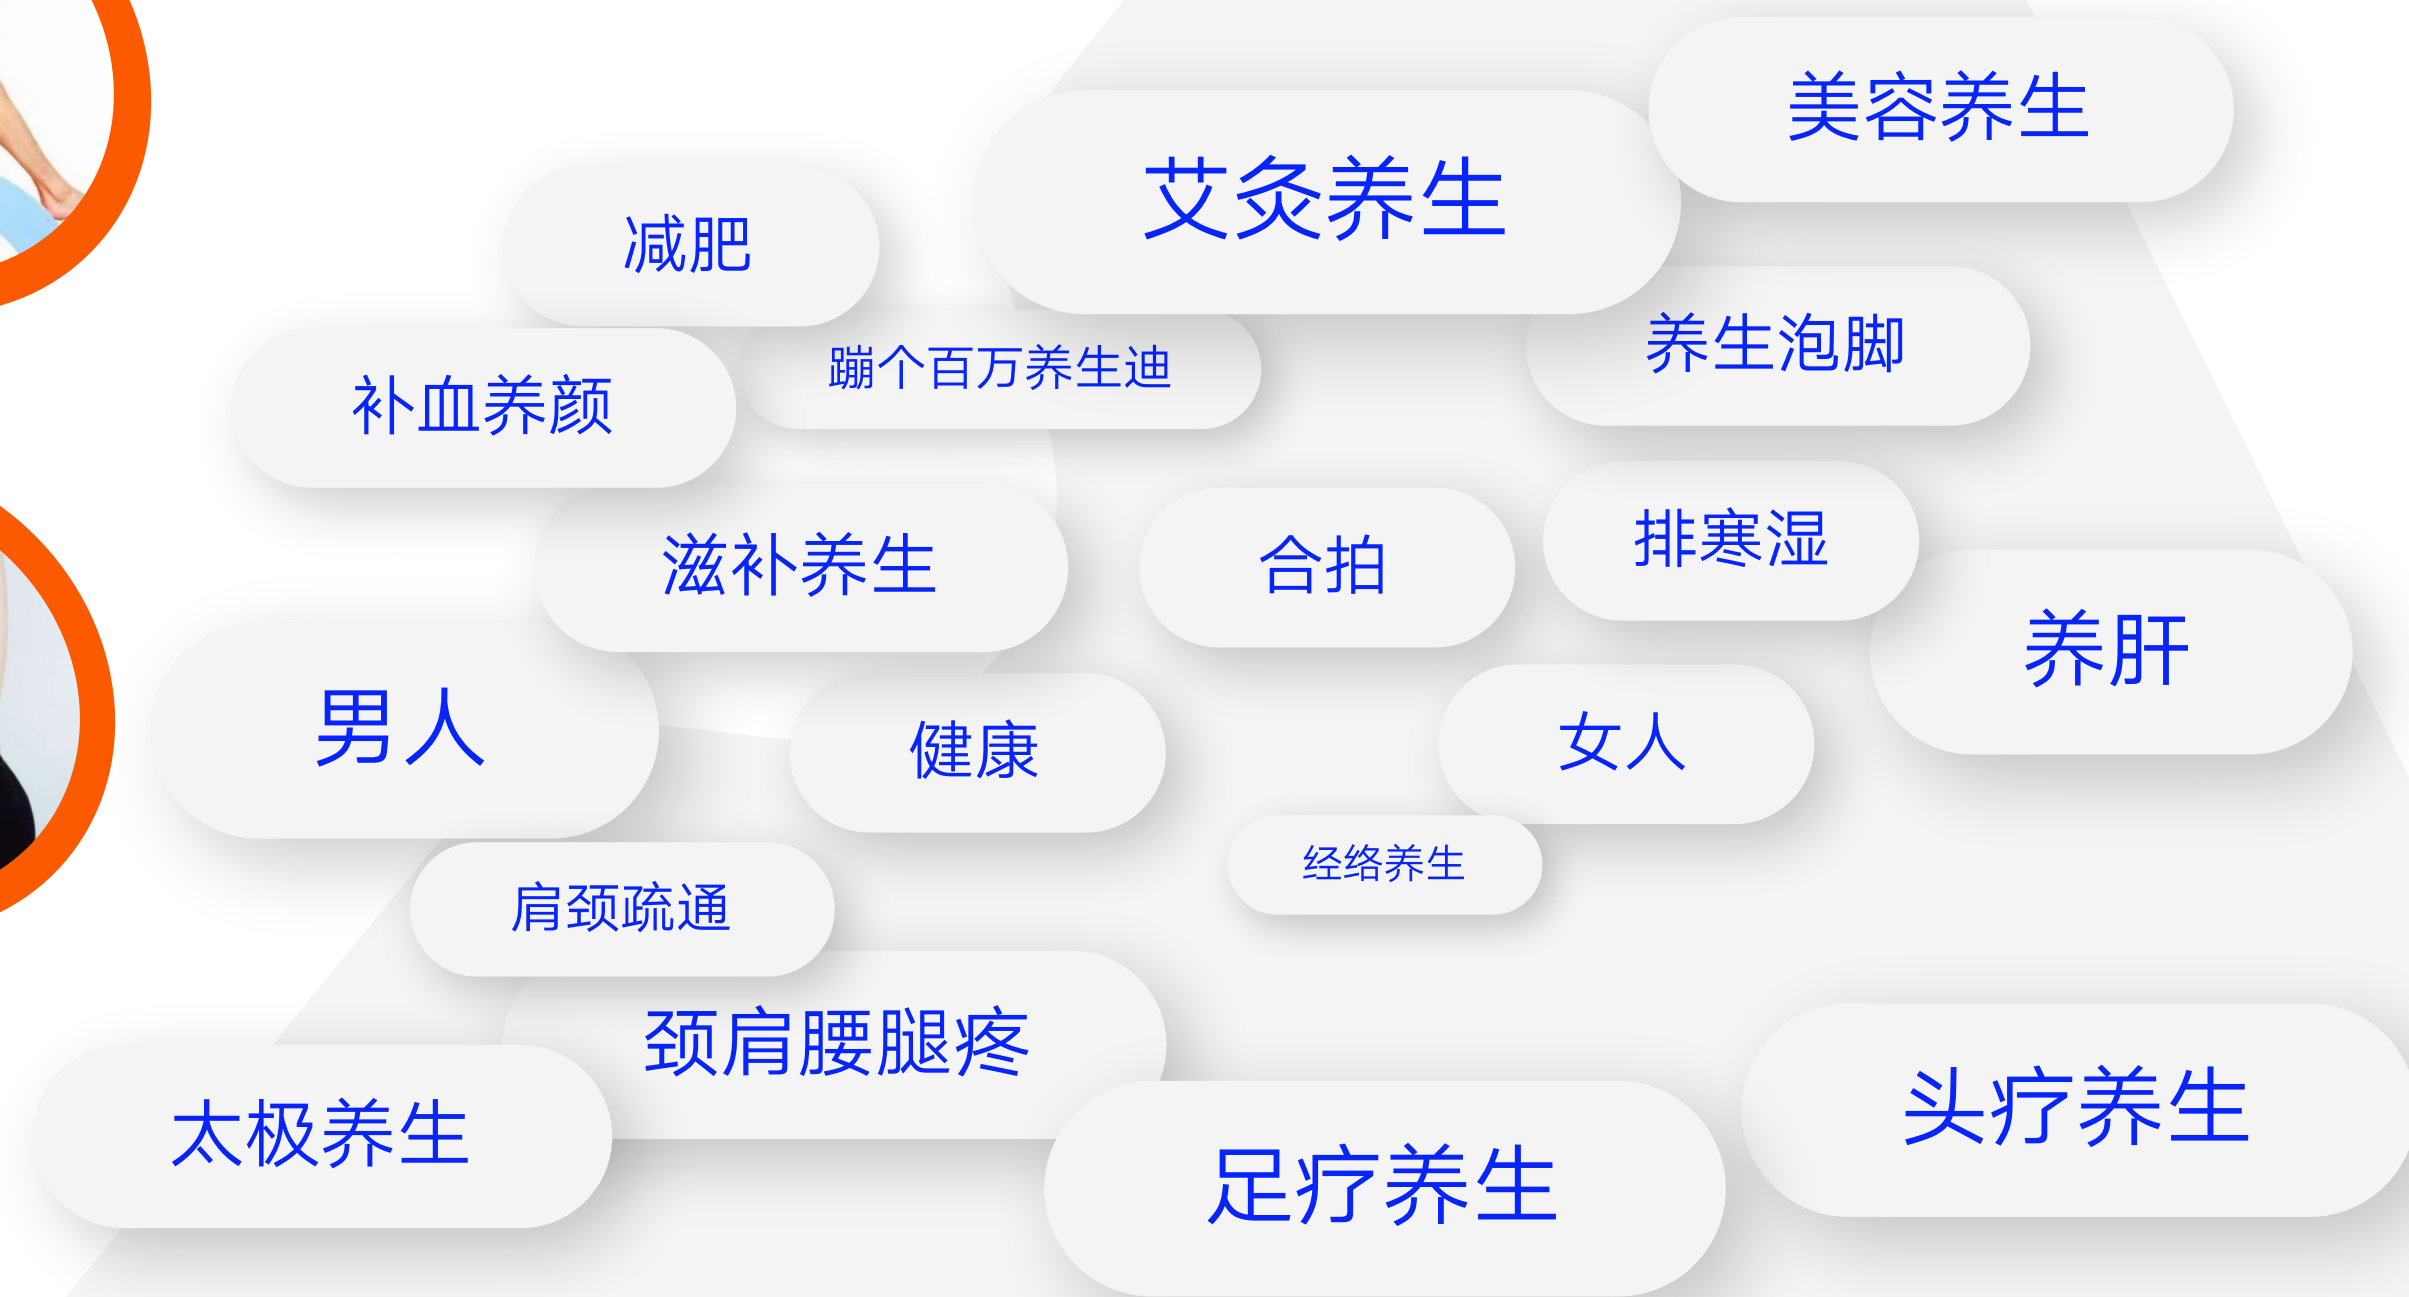 美容养生
艾灸养生
减肥
养生泡脚
蹦个百万养生迪
补血养颜
排寒湿
滋补养生
合拍
养肝
男人
健康
女人
经络养生
肩颈疏通
颈肩腰腿疼
头疗养生
太极养生
足疗养生